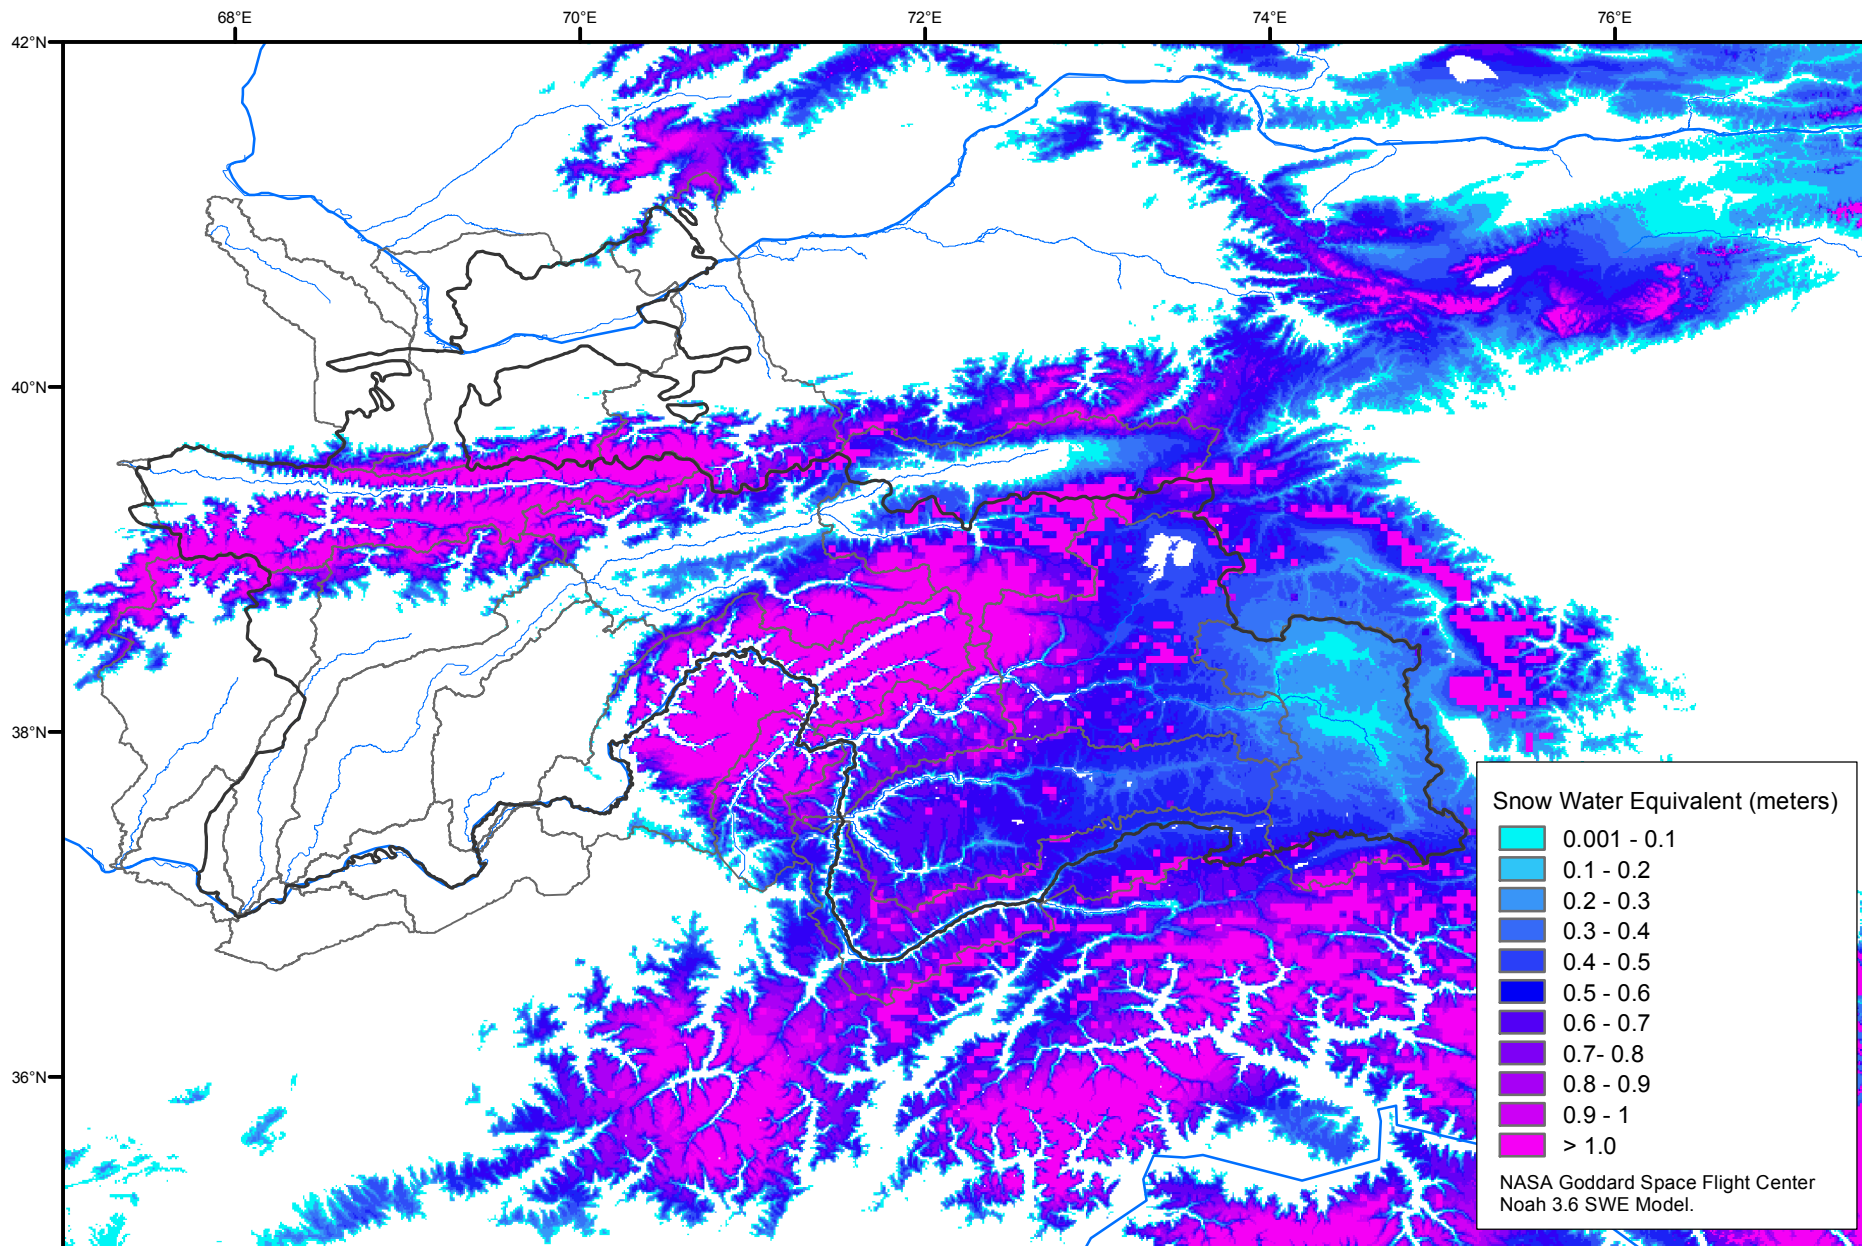 68°E 70°E 72°E 74°E 76°E
42°N
40°N
38°N
36°N
Snow Water Equivalent (meters)
0.001 - 0.1
0.1 - 0.2
0.2 - 0.3
0.3 - 0.4
0.4 - 0.5
0.5 - 0.6
0.6 - 0.7
0.7- 0.8
0.8 - 0.9
0.9 - 1
> 1.0
NASA Goddard Space Flight Center
Noah 3.6 SWE Model.